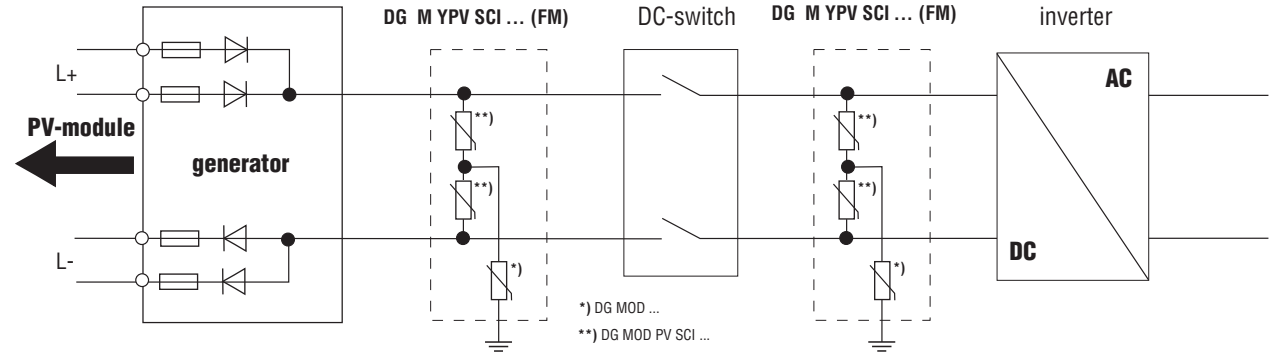 DG M YPV SCI ... (FM)
DC-switch
DG M YPV SCI ... (FM)
inverter
L+
PV-module
generator
L-
**)
**)
*)
**)
**)
*)
AC
DC
*) DG MOD ...
**) DG MOD PV SCI ...